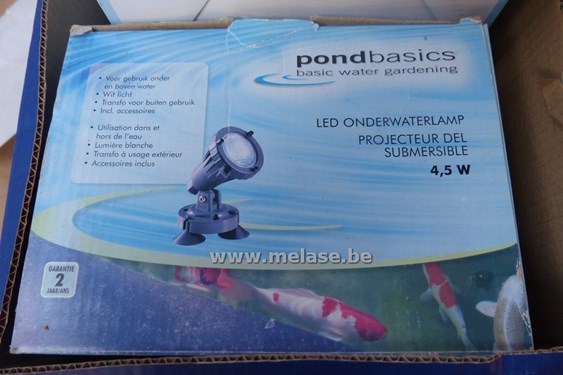 pondbasics
basic water gardening
• Voor gebruik onder
en boven water
• Wit licht
• Transfo voor buiten gebruik
• Incl. accessoires
• Utilisation dans et
hors de l'eau
• Lumière blanche
• Transfo à usage extérieur
• Accessoires inclus
LED ONDERWATERLAMP
PROJECTEUR DEL
SUBMERSIBLE
4,5 W
www.melase.be
GARANTIE
2
JAAR/ANS